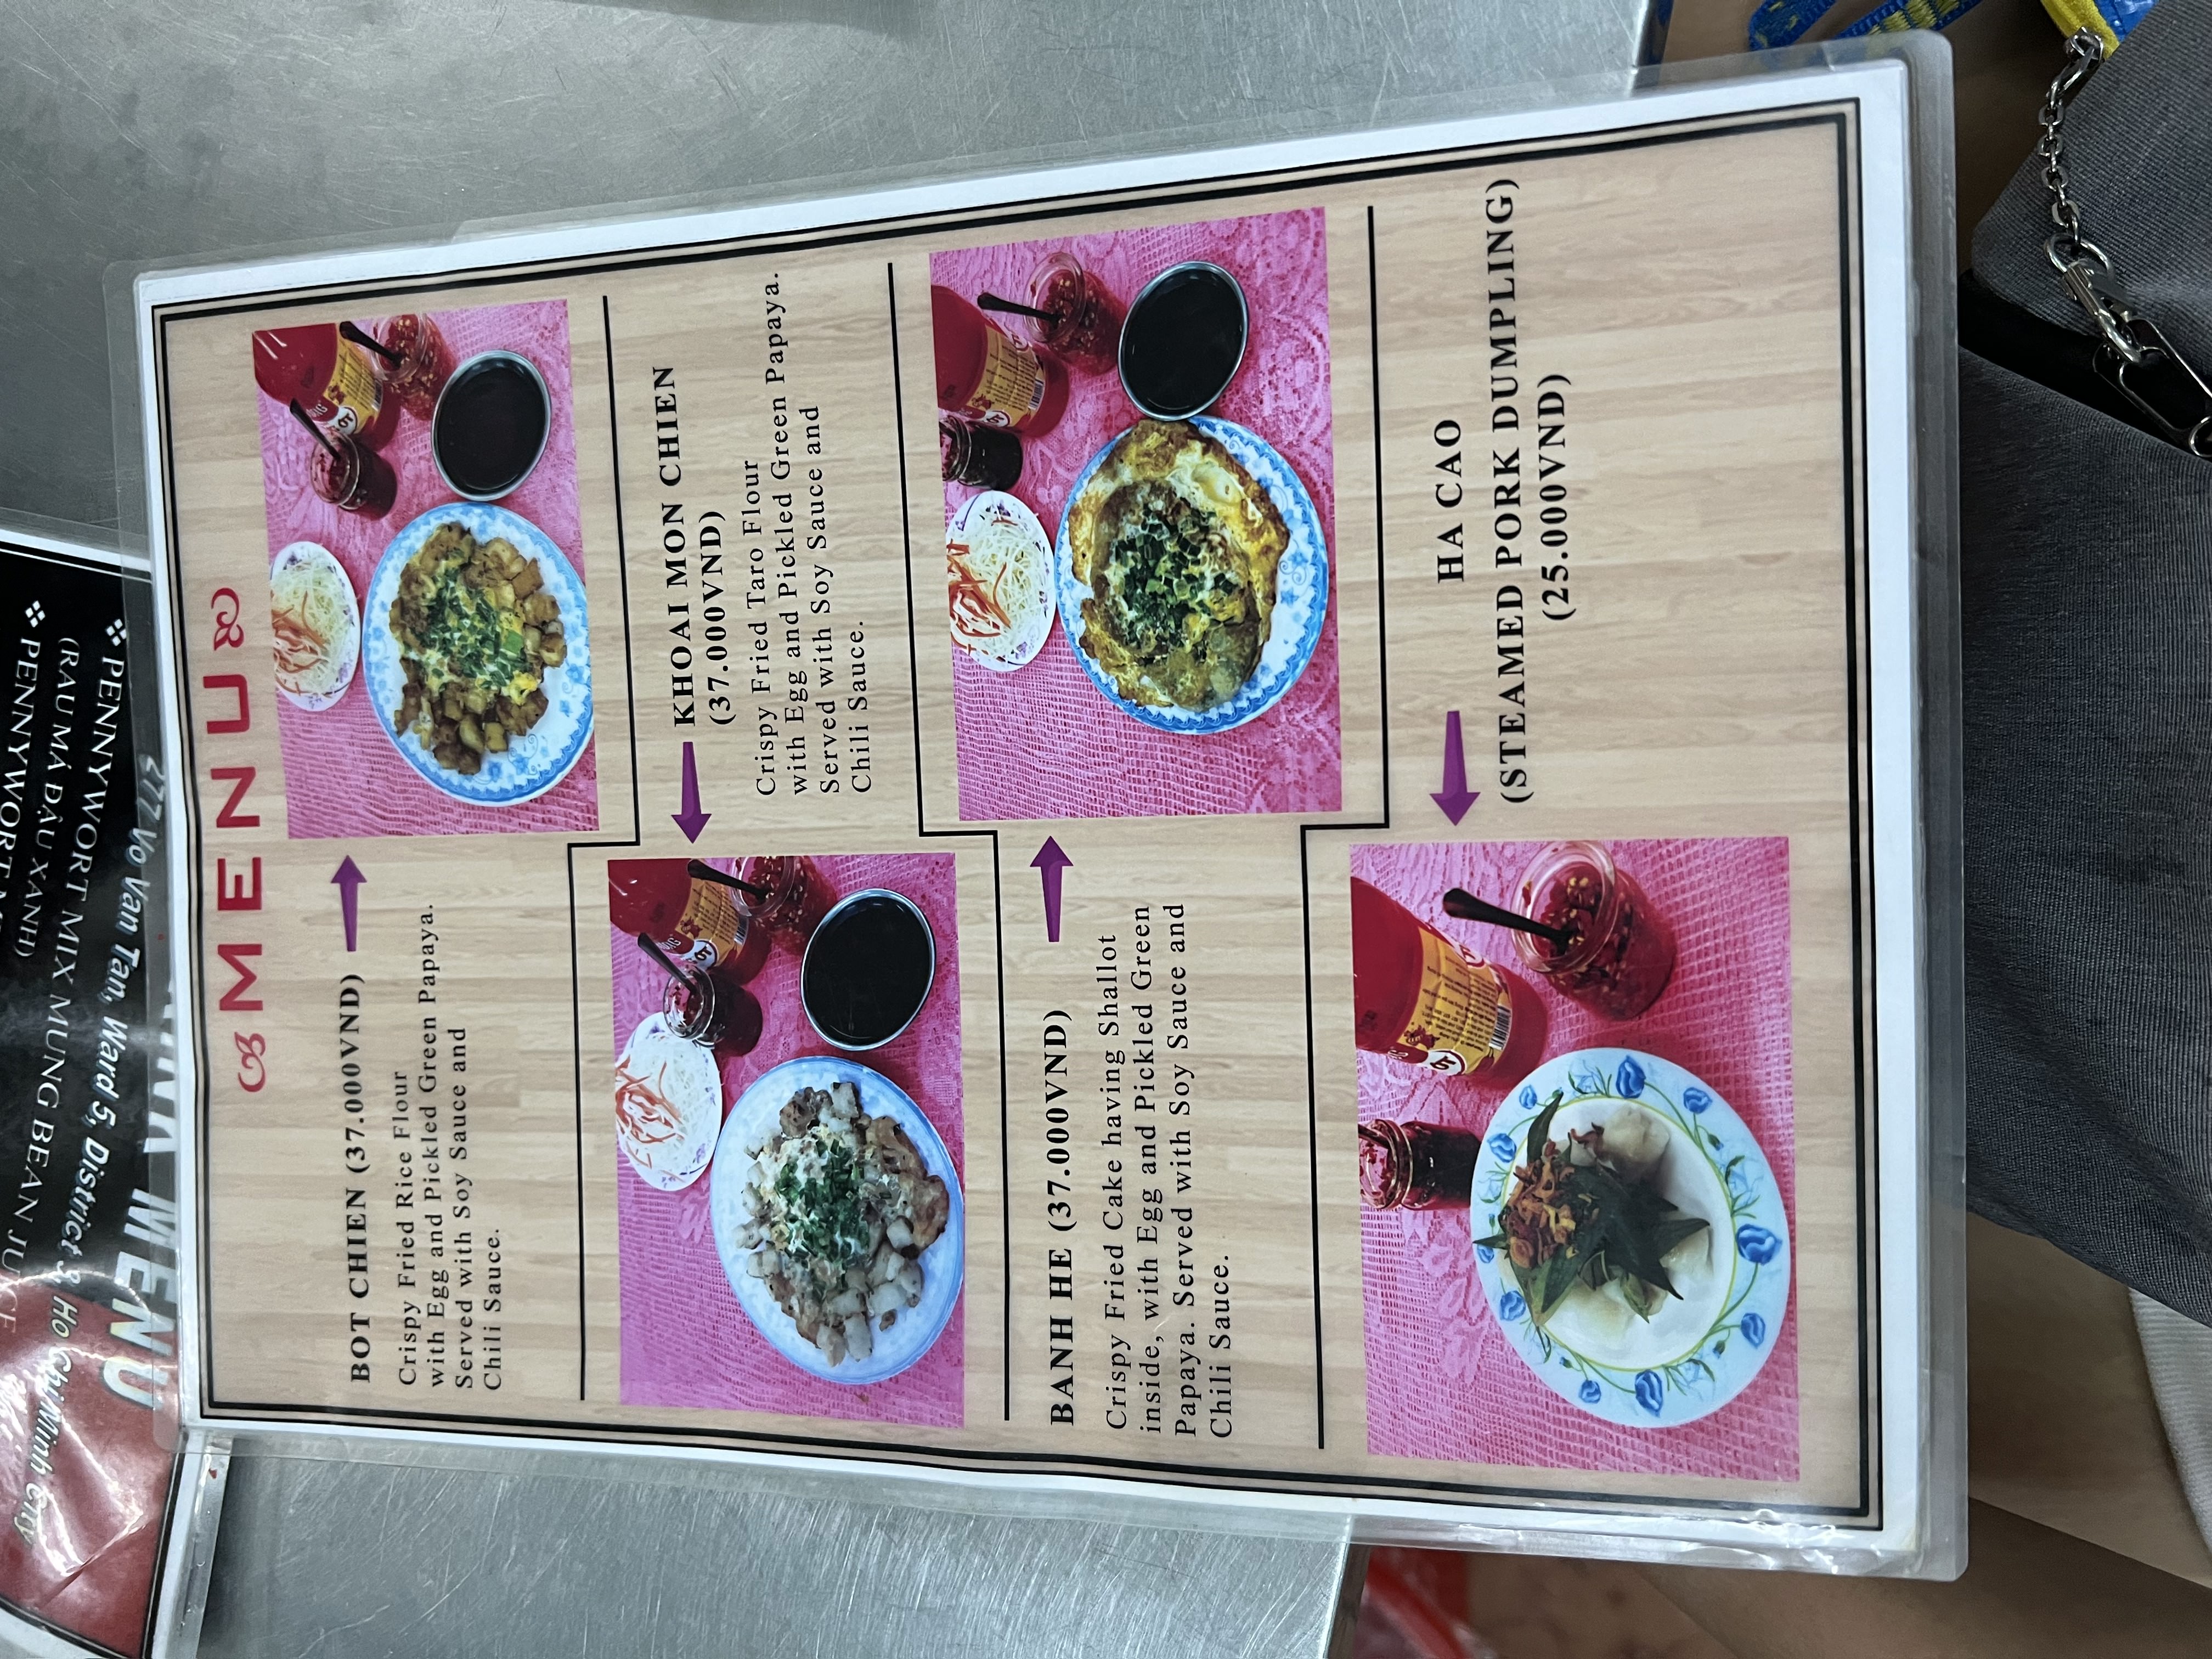 PENNYWORT
(RAU MÁ ĐẬU XANH)
PENNYWORT MIX MUNG BEAN JUICE
277 Vo Van Tan, Ward 5, District 3, Ho Chi Minh City
MENU
MENU
BOT CHIEN (37.000VND)
Crispy Fried Rice Flour
with Egg and Pickled Green Papaya.
Served with Soy Sauce and
Chili Sauce.
KHOAI MON CHIEN
(37.000VND)
Crispy Fried Taro Flour
with Egg and Pickled Green Papaya.
Served with Soy Sauce and
Chili Sauce.
BANH HE (37.000VND)
Crispy Fried Cake having Shallot
inside, with Egg and Pickled Green
Papaya. Served with Soy Sauce and
Chili Sauce.
HA CAO
(STEAMED PORK DUMPLING)
(25.000VND)